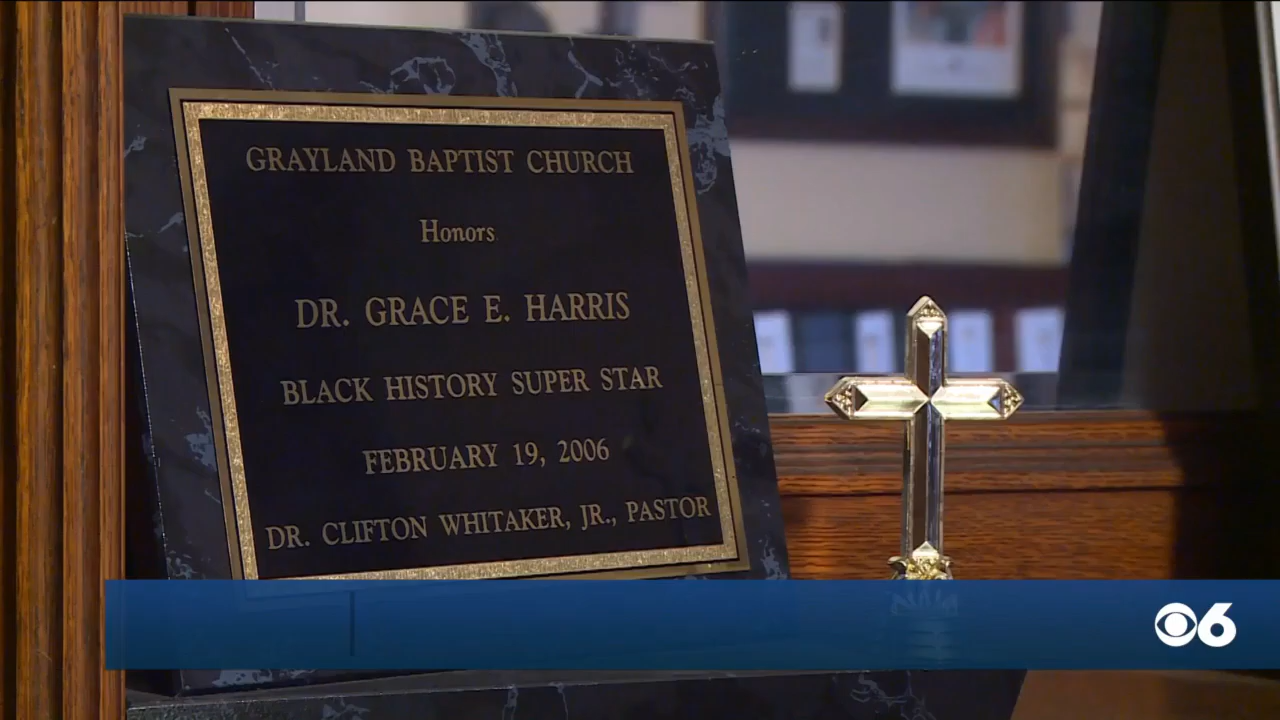 GRAYLAND BAPTIST CHURCH
Honors
DR. GRACE E. HARRIS
BLACK HISTORY SUPER STAR
FEBRUARY 19, 2006
DR. CLIFTON WHITAKER, JR., PASTOR
6